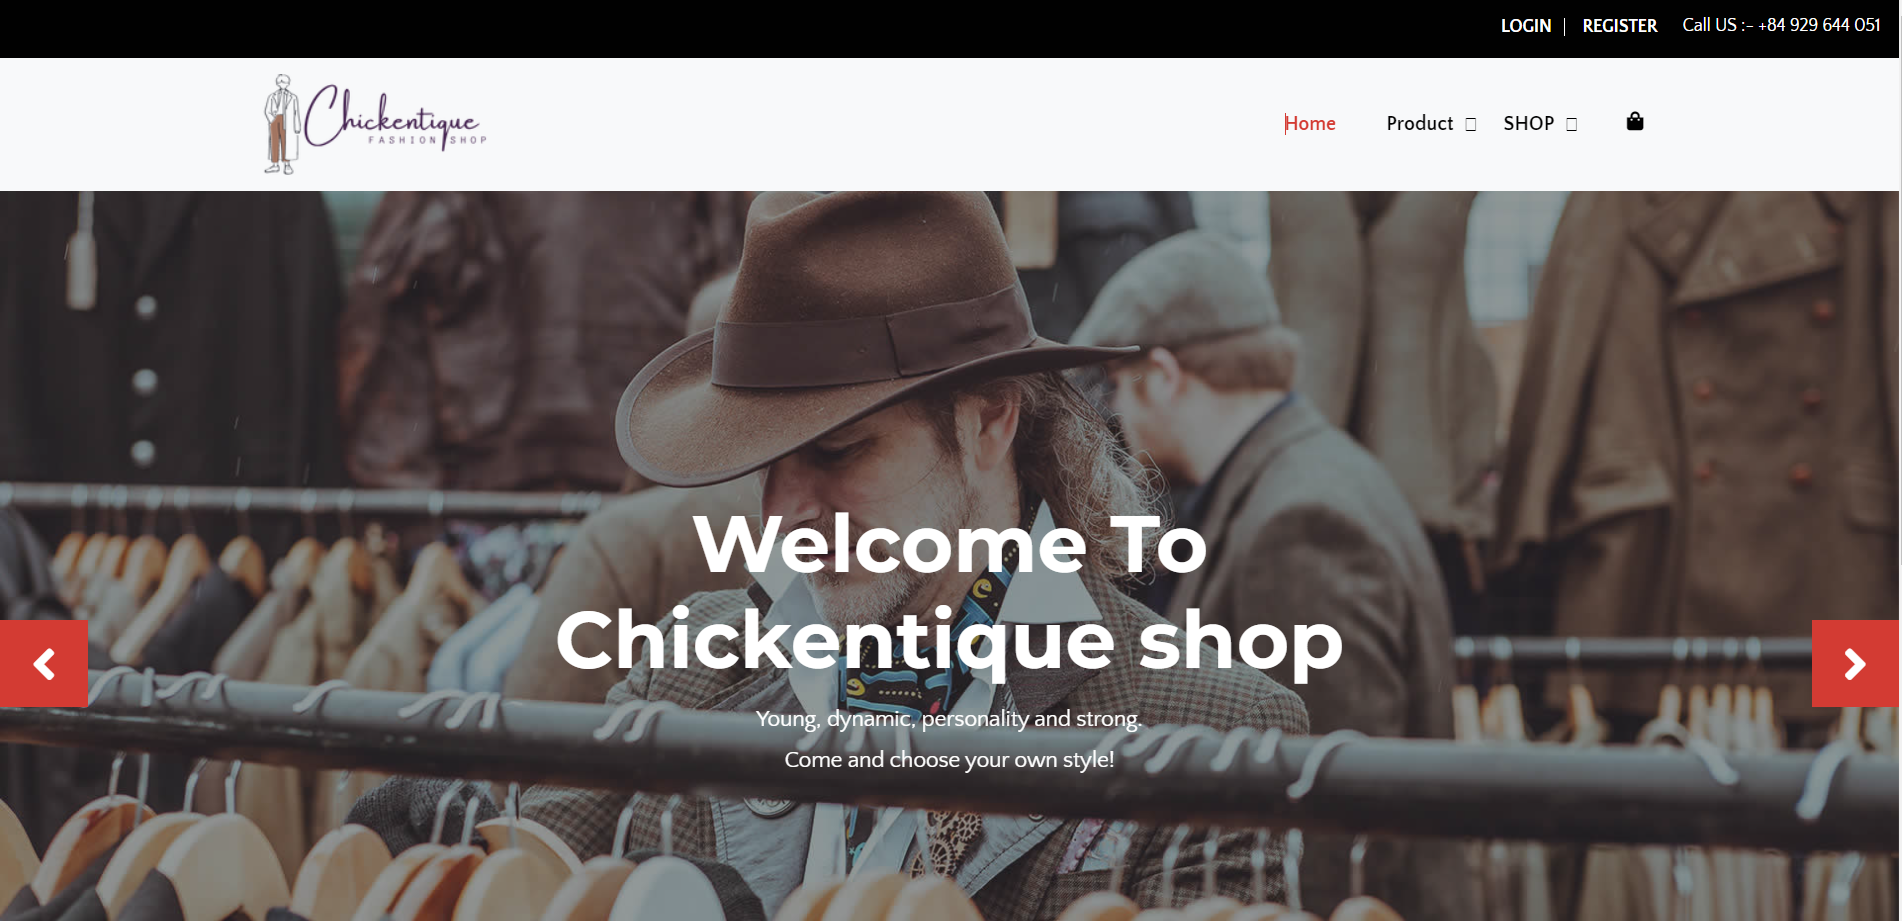 LOGIN | REGISTER Call US :- +84 929 644 051
Chickentique
FASHION SHOP
Home Product SHOP
Welcome To
Chickentique shop
Young, dynamic, personality and strong.
Come and choose your own style!